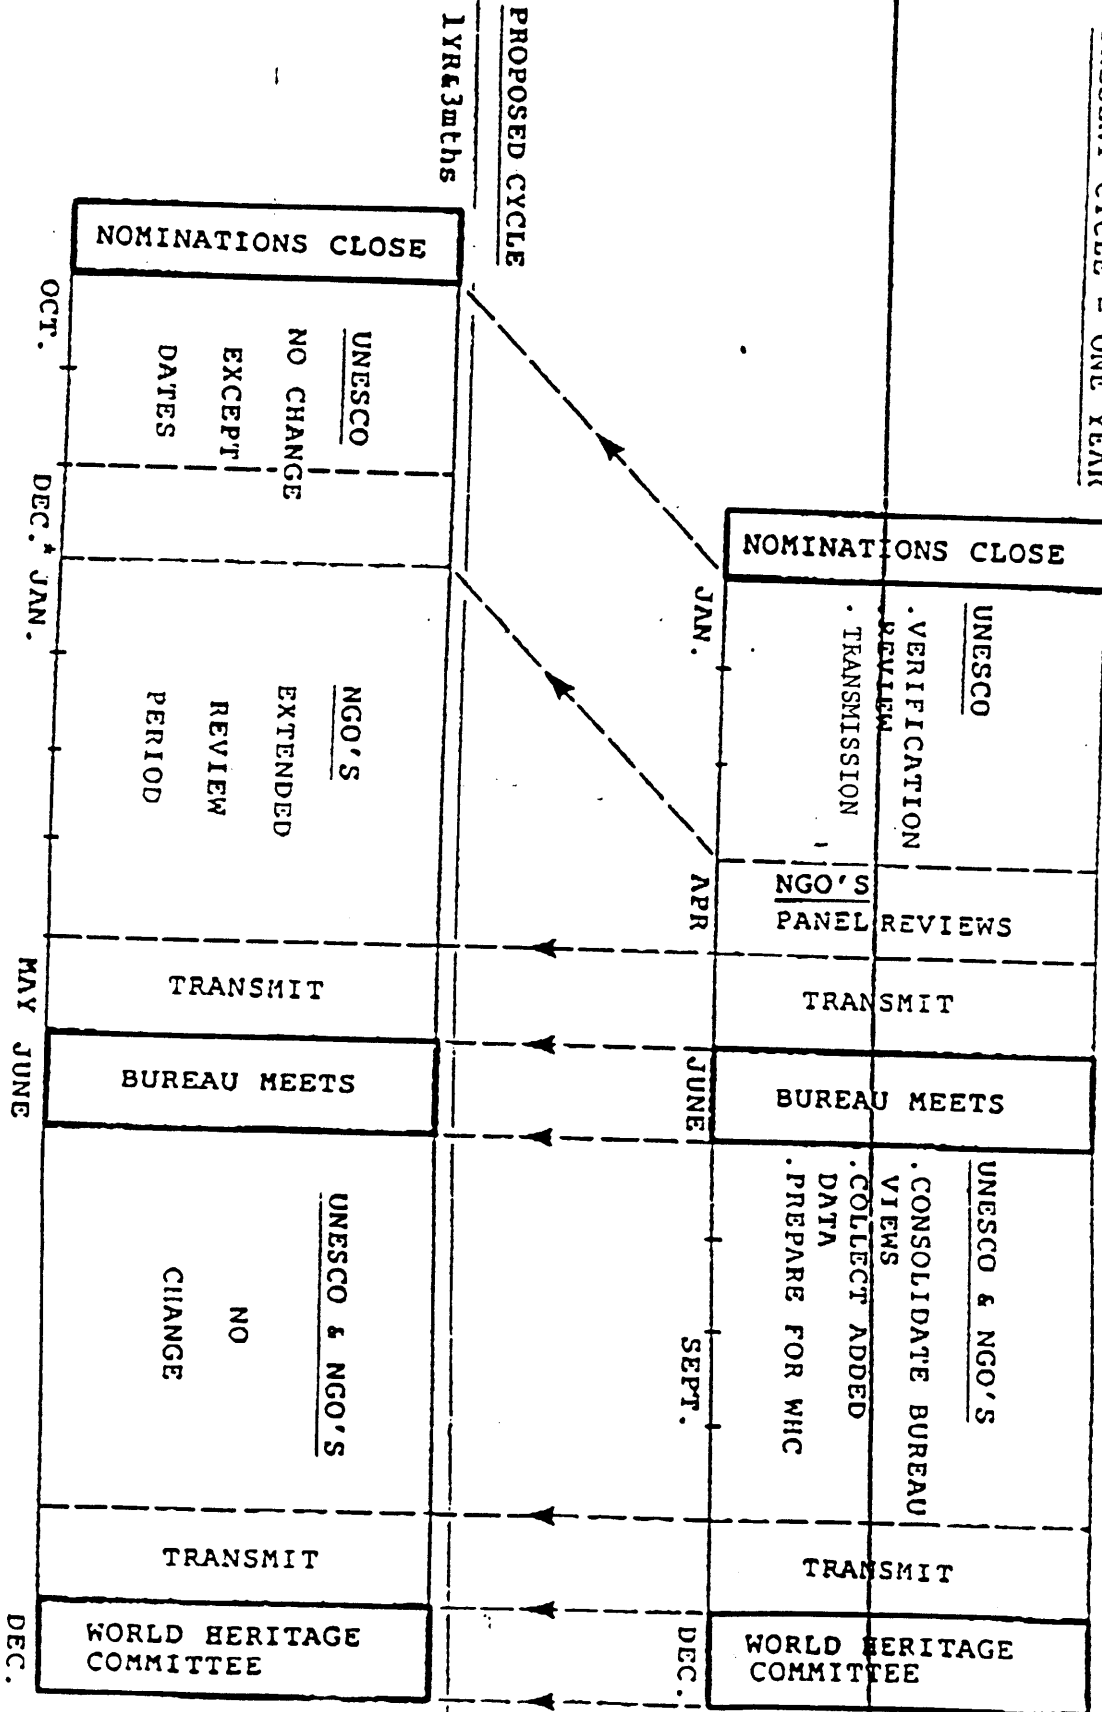 CYCLE = ONE YEAR
NOMINATIONS CLOSE
UNESCO
.VERIFICATION
.REVIEW
. TRANSMISSION
NGO'S
PANEL REVIEWS
TRANSMIT
BUREAU MEETS
UNESCO & NGO'S
.CONSOLIDATE BUREAU
VIEWS
.COLLECT ADDED
DATA
.PREPARE FOR WHC
TRANSMIT
WORLD HERITAGE
COMMITTEE
JAN.
APR
JUNE
SEPT.
DEC.
PROPOSED CYCLE
1YR&3mths
NOMINATIONS CLOSE
UNESCO
NO CHANGE
EXCEPT
DATES
NGO'S
EXTENDED
REVIEW
PERIOD
TRANSMIT
BUREAU MEETS
UNESCO & NGO'S
NO
CHANGE
TRANSMIT
WORLD HERITAGE
COMMITTEE
OCT.
DEC.* JAN.
MAY JUNE
DEC.